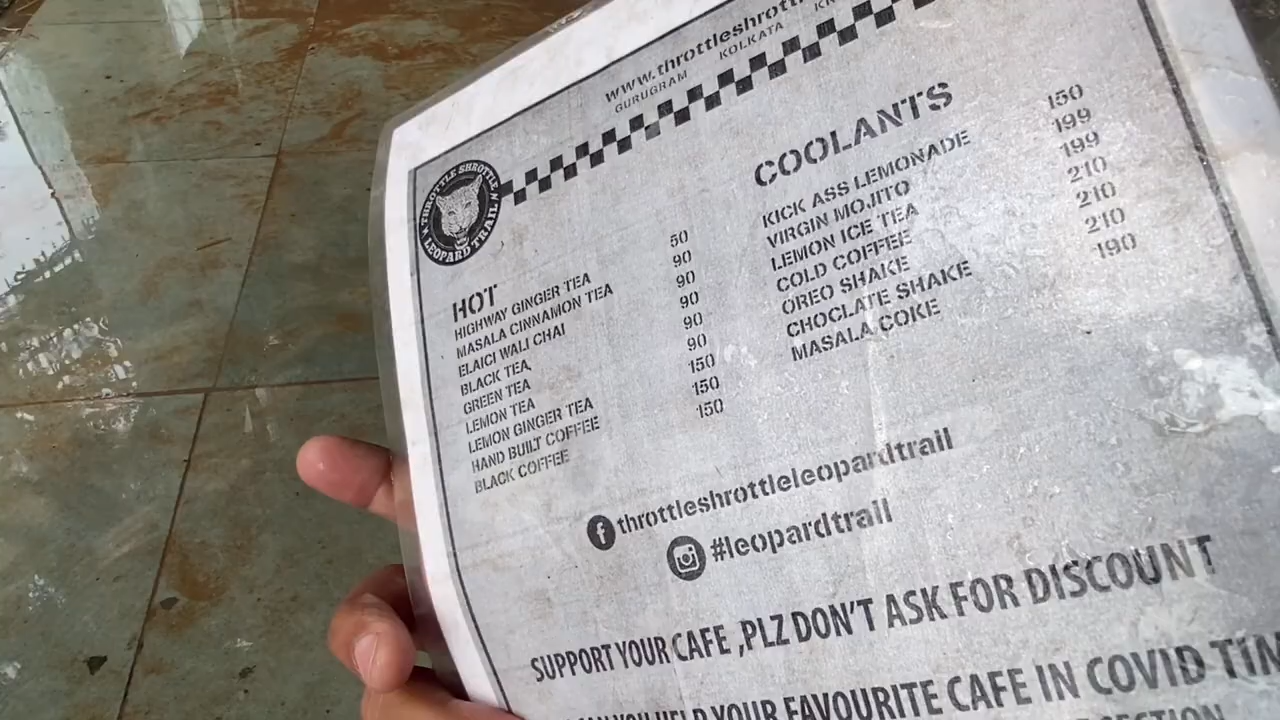 www.throttleshrott
GURUGRAM KOLKATA
THROTTLE SHROTTLE
LEOPARD TRAIL
HOT
HIGHWAY GINGER TEA 50
MASALA CINNAMON TEA 90
ELAICI WALI CHAI 90
BLACK TEA 90
GREEN TEA 90
LEMON TEA 90
LEMON GINGER TEA 150
HAND BUILT COFFEE 150
BLACK COFFEE 150
COOLANTS
KICK ASS LEMONADE 150
VIRGIN MOJITO 199
LEMON ICE TEA 199
COLD COFFEE 210
OREO SHAKE 210
CHOCLATE SHAKE 210
MASALA COKE 190
throttleshrottleleopardtrail
#leopardtrail
SUPPORT YOUR CAFE ,PLZ DON'T ASK FOR DISCOUNT
YOU HELP YOUR FAVOURITE CAFE IN COVID TIM